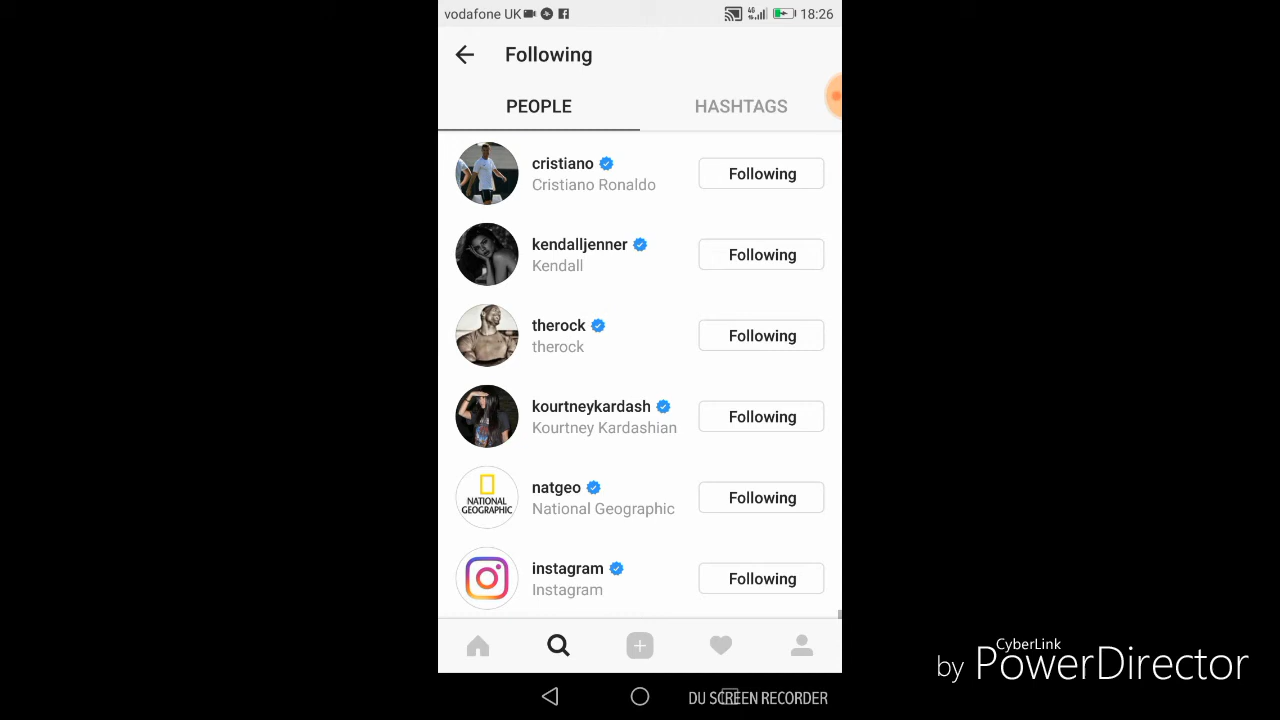 vodafone UK 4G 18:26
Following
PEOPLE HASHTAGS
cristiano
Cristiano Ronaldo Following
kendalljenner
Kendall Following
therock
therock Following
kourtneykardash
Kourtney Kardashian Following
NATIONAL
GEOGRAPHIC
natgeo
National Geographic Following
instagram
Instagram Following
CyberLink
by PowerDirector
DU SCREEN RECORDER